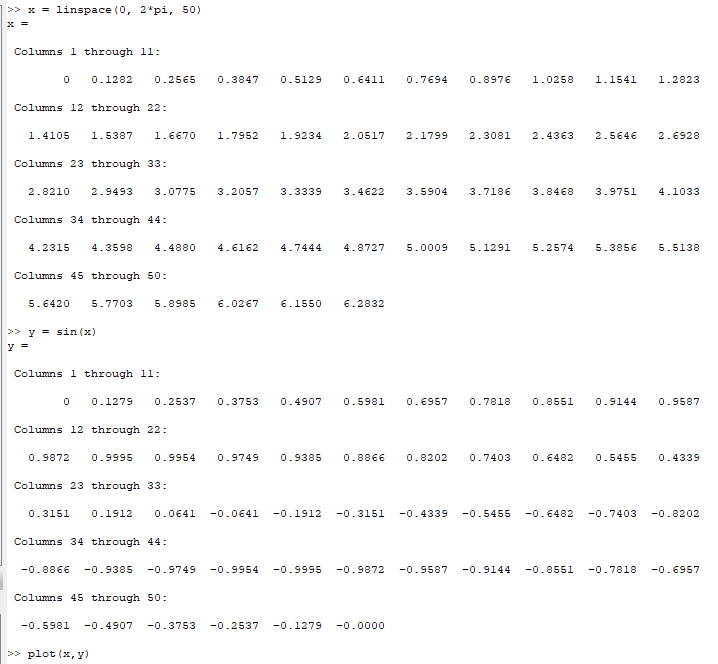 >> x = linspace(0, 2*pi, 50)
x =
Columns 1 through 11:
0 0.1282 0.2565 0.3847 0.5129 0.6411 0.7694 0.8976 1.0258 1.1541 1.2823
Columns 12 through 22:
1.4105 1.5387 1.6670 1.7952 1.9234 2.0517 2.1799 2.3081 2.4363 2.5646 2.6928
Columns 23 through 33:
2.8210 2.9493 3.0775 3.2057 3.3339 3.4622 3.5904 3.7186 3.8468 3.9751 4.1033
Columns 34 through 44:
4.2315 4.3598 4.4880 4.6162 4.7444 4.8727 5.0009 5.1291 5.2574 5.3856 5.5138
Columns 45 through 50:
5.6420 5.7703 5.8985 6.0267 6.1550 6.2832
>> y = sin(x)
y =
Columns 1 through 11:
0 0.1279 0.2537 0.3753 0.4907 0.5981 0.6957 0.7818 0.8551 0.9144 0.9587
Columns 12 through 22:
0.9872 0.9995 0.9954 0.9749 0.9385 0.8866 0.8202 0.7403 0.6482 0.5455 0.4339
Columns 23 through 33:
0.3151 0.1912 0.0641 -0.0641 -0.1912 -0.3151 -0.4339 -0.5455 -0.6482 -0.7403 -0.8202
Columns 34 through 44:
-0.8866 -0.9385 -0.9749 -0.9954 -0.9995 -0.9872 -0.9587 -0.9144 -0.8551 -0.7818 -0.6957
Columns 45 through 50:
-0.5981 -0.4907 -0.3753 -0.2537 -0.1279 -0.0000
>> plot(x,y)